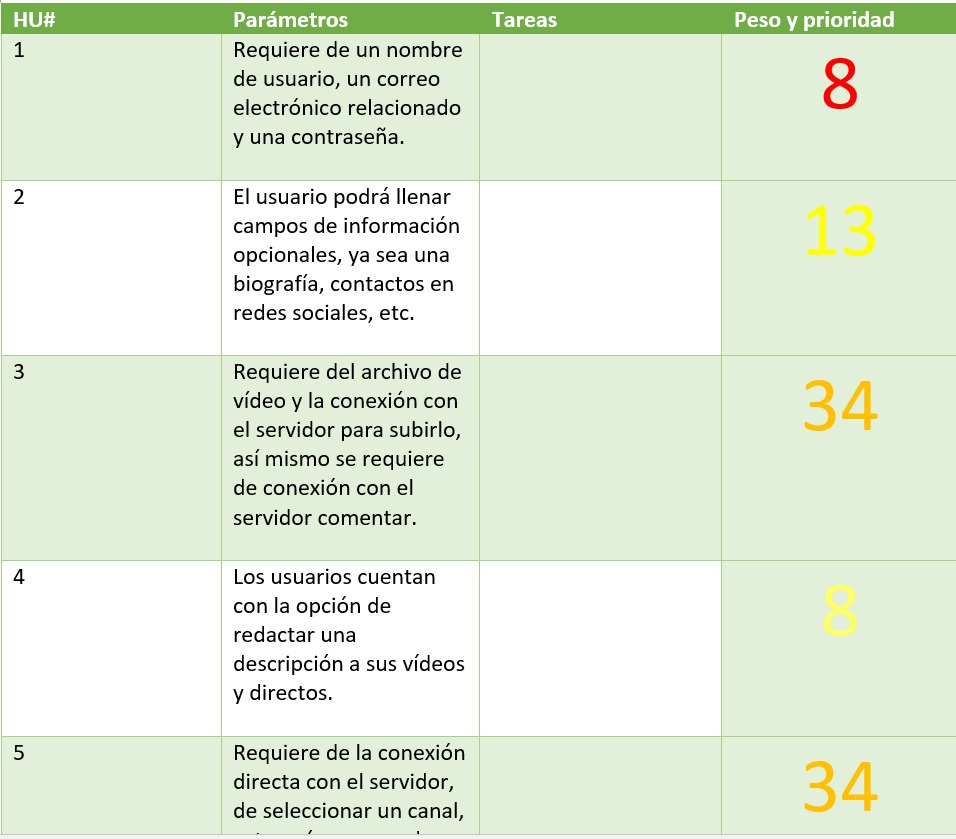 HU# Parámetros Tareas Peso y prioridad
1 Requiere de un nombre 8
de usuario, un correo
electrónico relacionado
y una contraseña.
2 El usuario podrá llenar 13
campos de información
opcionales, ya sea una
biografía, contactos en
redes sociales, etc.
3 Requiere del archivo de 34
vídeo y la conexión con
el servidor para subirlo,
así mismo se requiere
de conexión con el
servidor comentar.
4 Los usuarios cuentan 8
con la opción de
redactar una
descripción a sus vídeos
y directos.
5 Requiere de la conexión 34
directa con el servidor,
de seleccionar un canal,